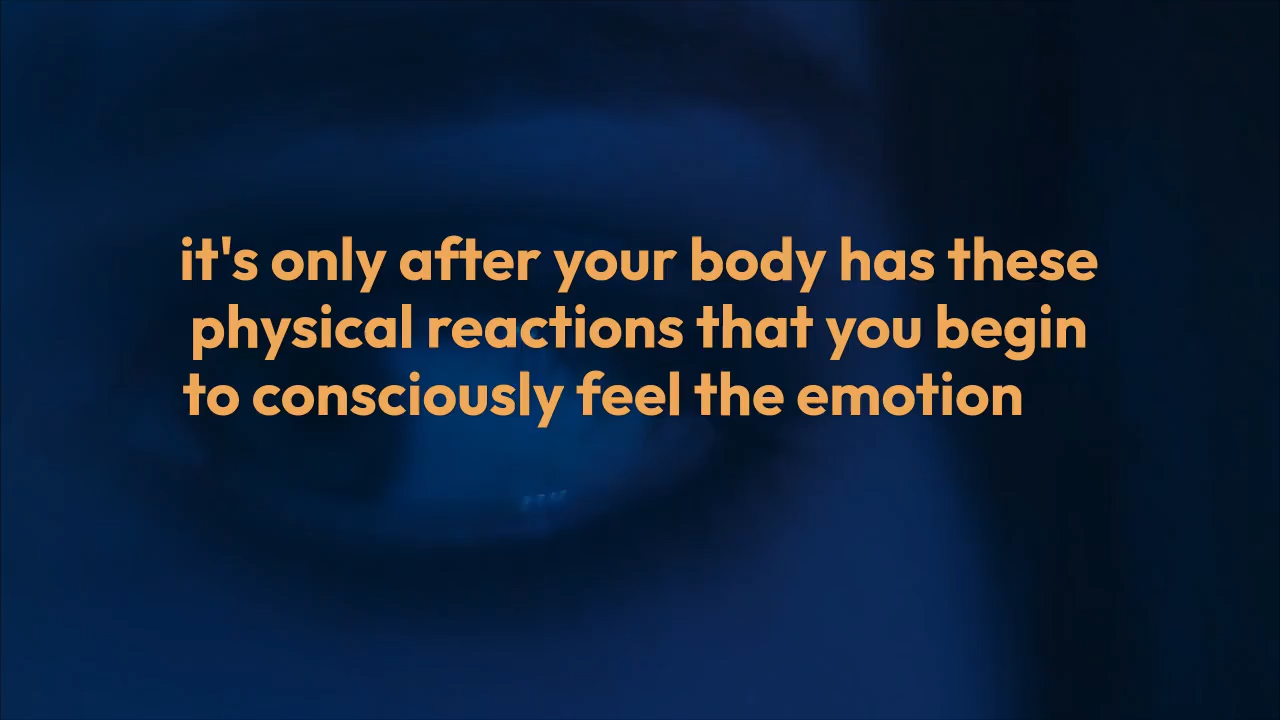 it's only after your body has these
physical reactions that you begin
to consciously feel the emotion